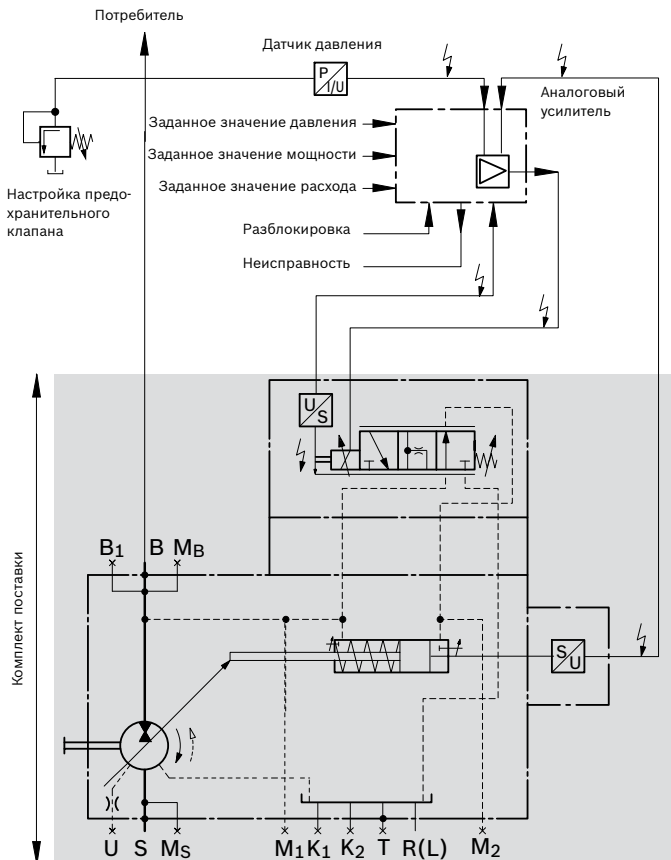 Потребитель
Датчик давления
P
I/U
Аналоговый
усилитель
Заданное значение давления
Заданное значение мощности
Заданное значение расхода
Настройка предо-
хранительного
клапана
Разблокировка
Неисправность
U
S
Комплект поставки
B1 B MB
S
U
U S MS M1 K1 K2 T R(L) M2